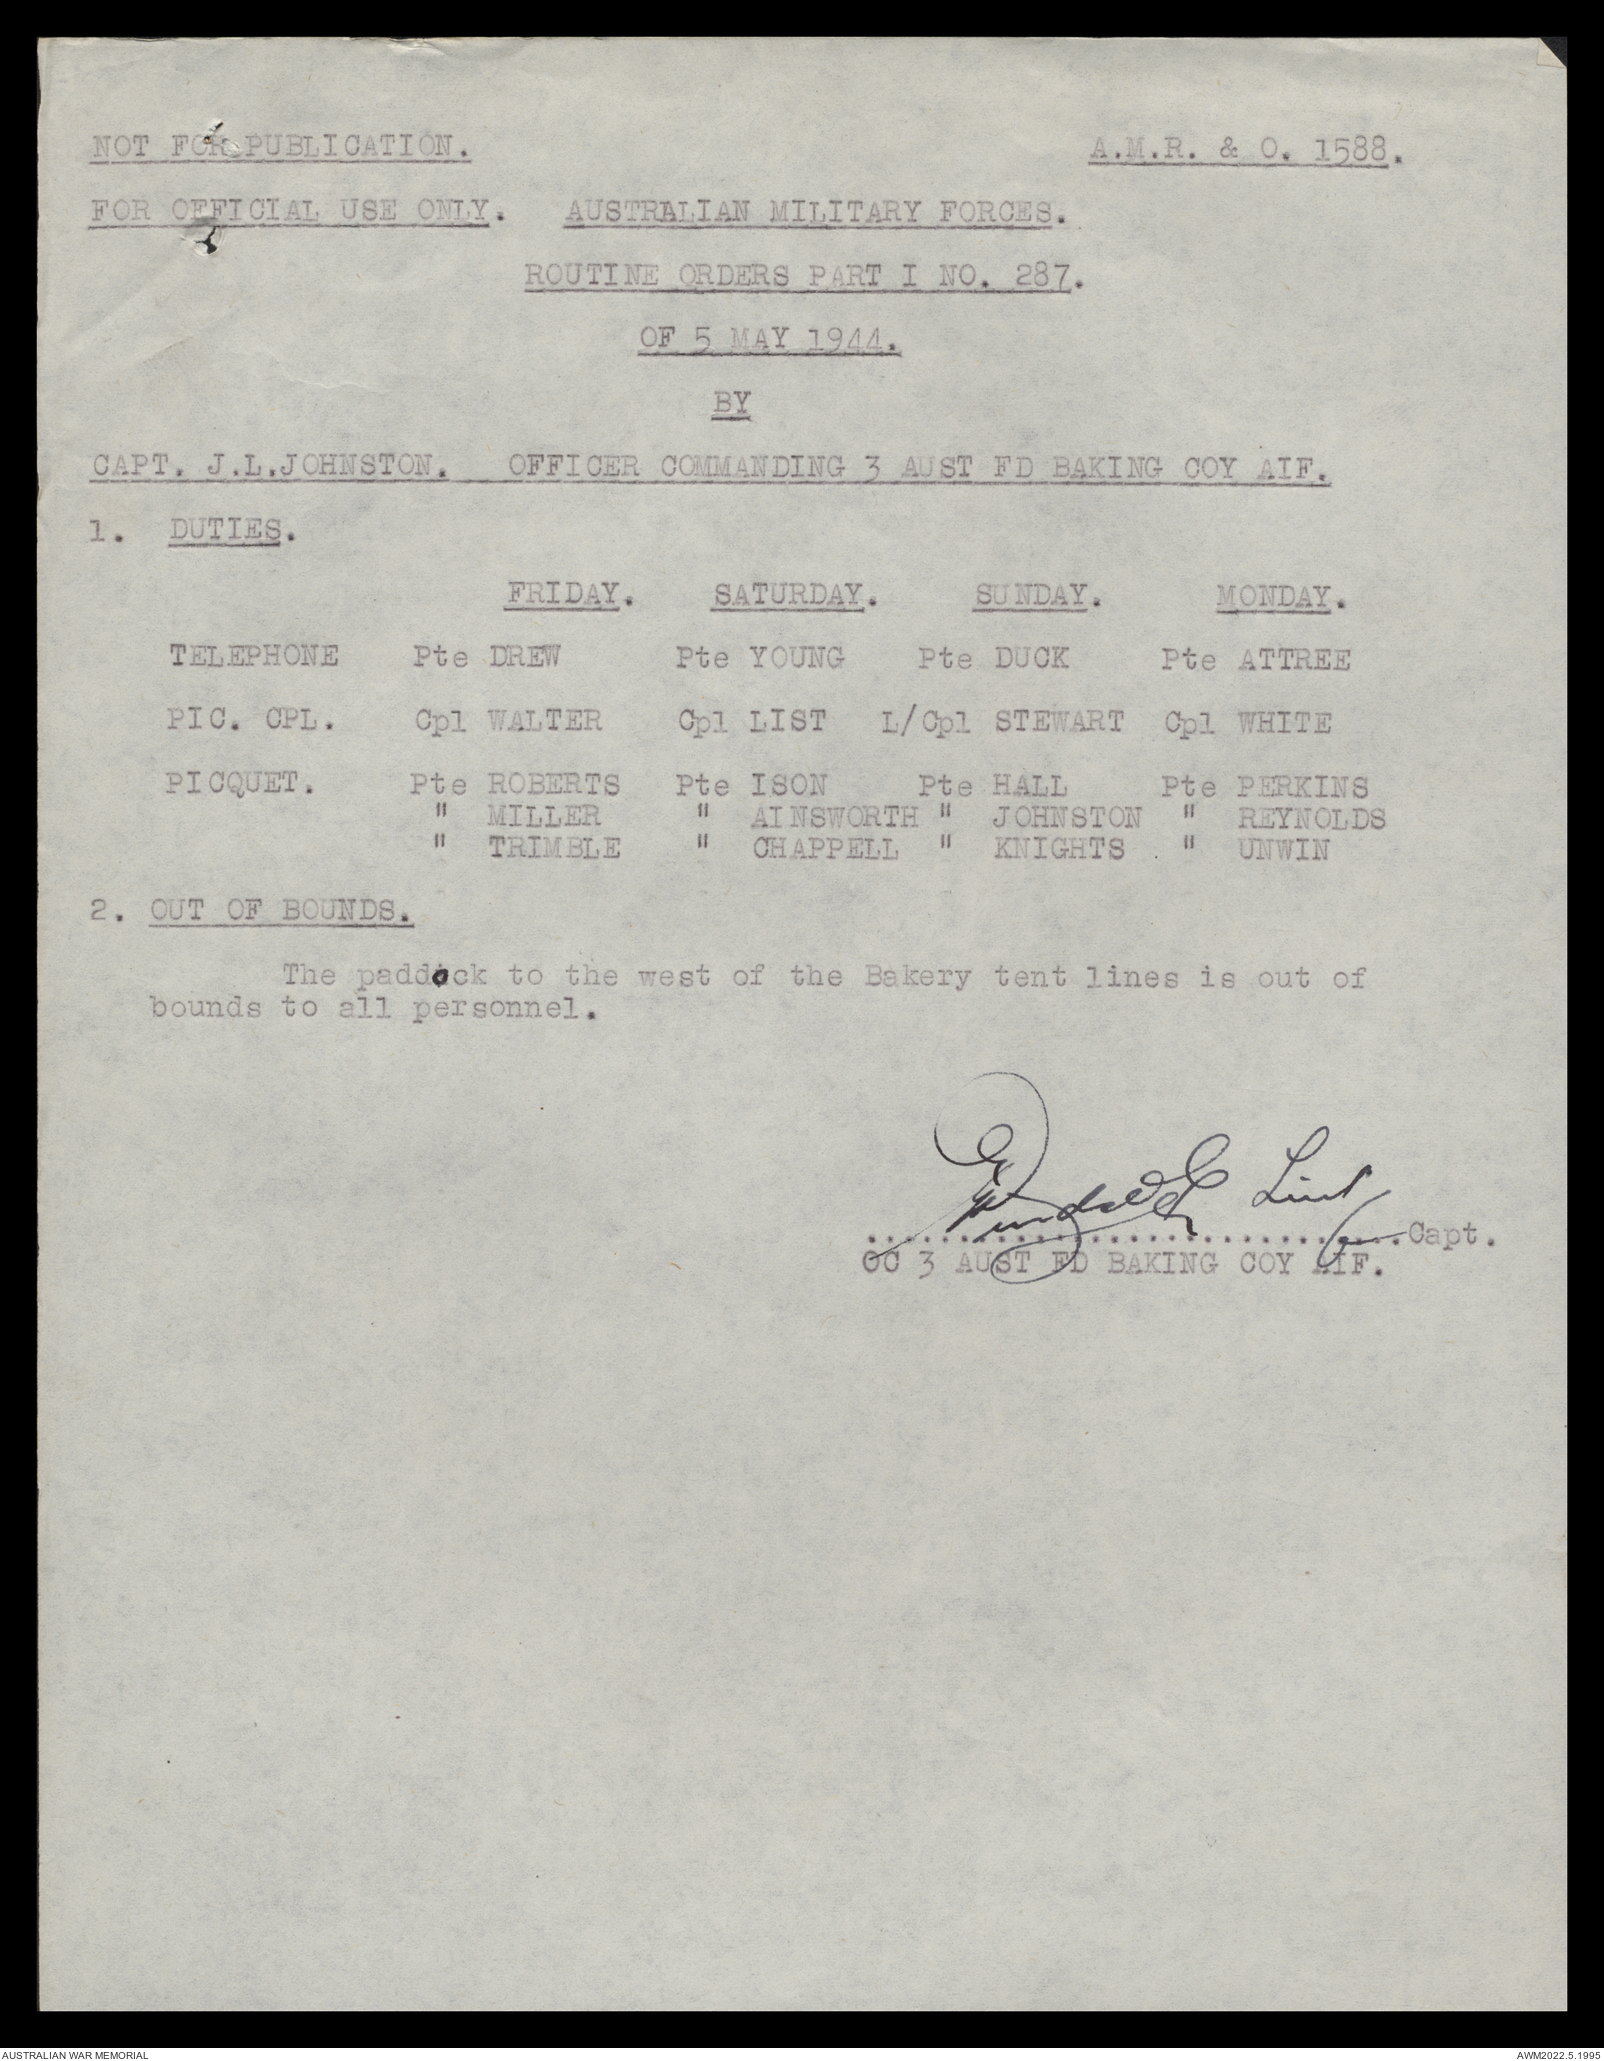 NOT FOR PUBLICATION. A.M.R. & O. 1588.
FOR OFFICIAL USE ONLY. AUSTRALIAN MILITARY FORCES.
ROUTINE ORDERS PART I NO. 287.
OF 5 MAY 1944.
BY
CAPT. J.L.JOHNSTON. OFFICER COMMANDING 3 AUST FD BAKING COY AIF.
1. DUTIES.
FRIDAY. SATURDAY. SUNDAY. MONDAY.
TELEPHONE Pte DREW Pte YOUNG Pte DUCK Pte ATTREE
PIC. CPL. Cpl WALTER Cpl LIST L/Cpl STEWART Cpl WHITE
PICQUET. Pte ROBERTS Pte ISON Pte HALL Pte PERKINS
" MILLER " AINSWORTH " JOHNSTON " REYNOLDS
" TRIMBLE " CHAPPELL " KNIGHTS " UNWIN
2. OUT OF BOUNDS.
The paddock to the west of the Bakery tent lines is out of
bounds to all personnel.
Lieut
..............................Capt.
OC 3 AUST FD BAKING COY AIF.
AUSTRALIAN WAR MEMORIAL AWM2022.5.1995